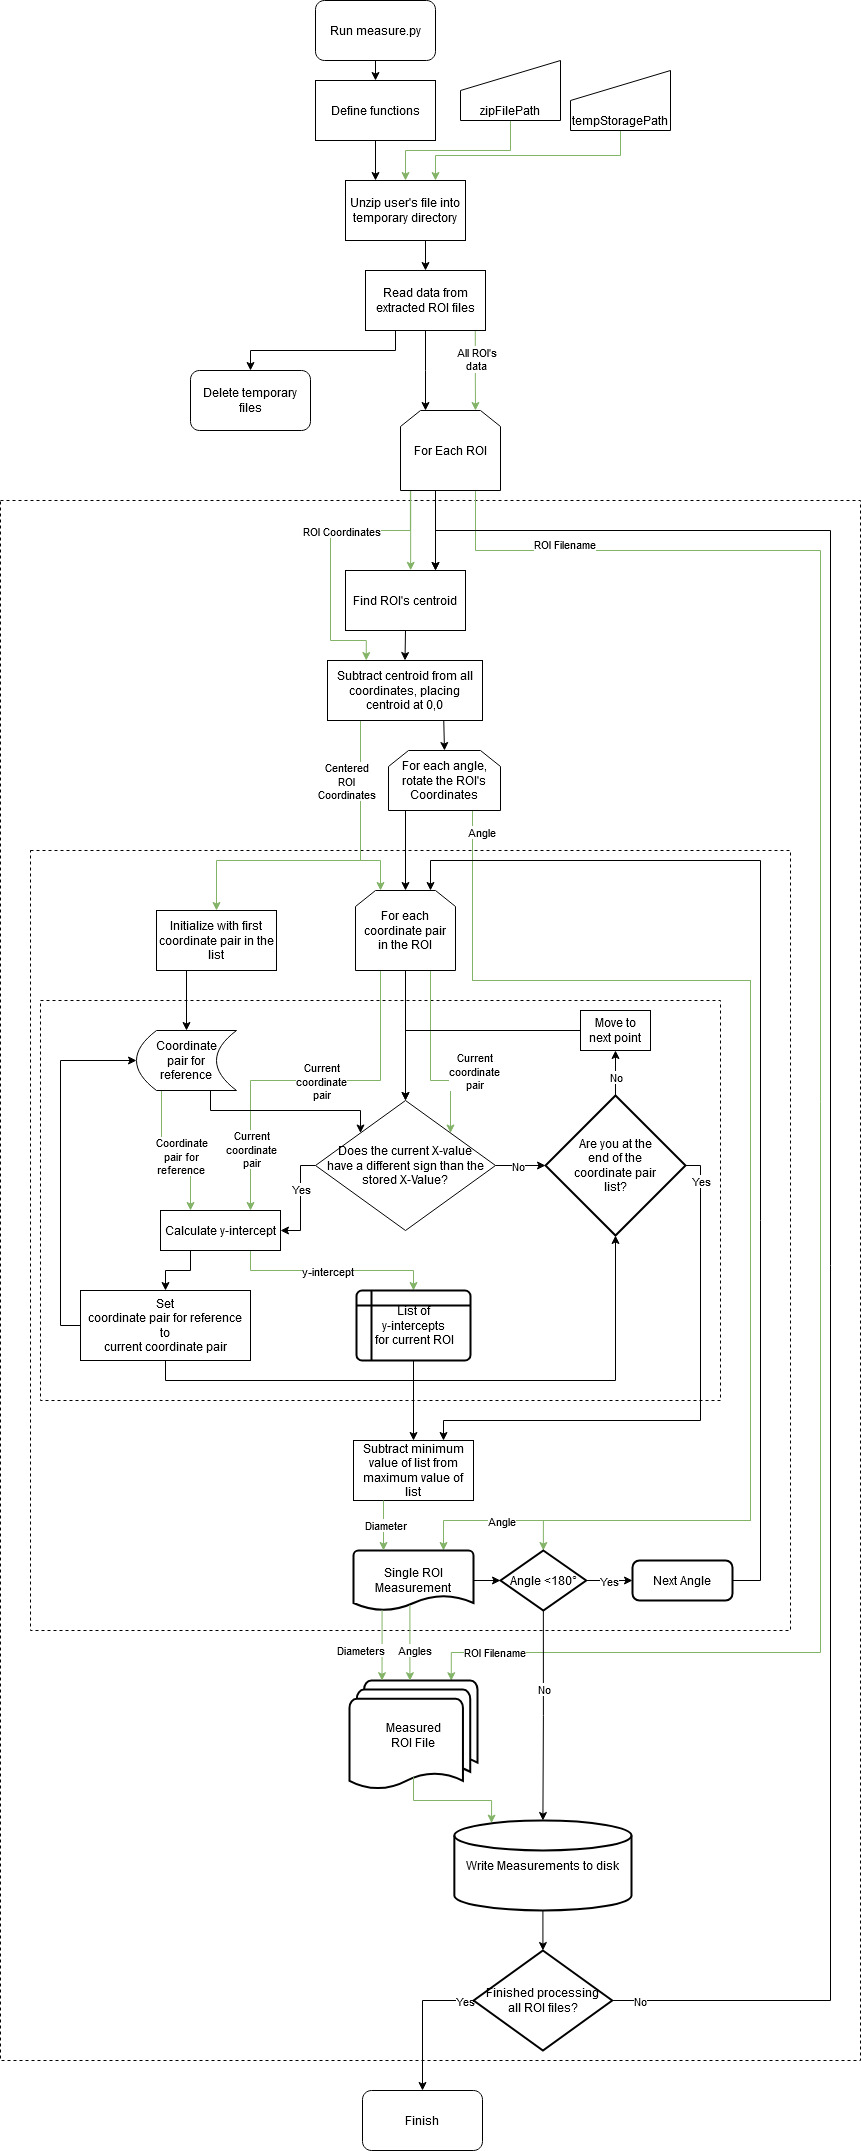 Run measure.py
Define functions
zipFilePath
tempStoragePath
Unzip user's file into
temporary directory
Read data from
extracted ROI files
All ROI's
data
Delete temporary
files
For Each ROI
ROI Coordinates
ROI Filename
Find ROI's centroid
Subtract centroid from all
coordinates, placing
centroid at 0,0
Centered
ROI
Coordinates
For each angle,
rotate the ROI's
Coordinates
Angle
Initialize with first
coordinate pair in the
list
For each
coordinate pair
in the ROI
Move to
next point
Coordinate
pair for
reference
Current
coordinate
pair
Current
coordinate
pair
No
Coordinate
pair for
reference
Current
coordinate
pair
Does the current X-value
have a different sign than the
stored X-Value?
No
Are you at the
end of the
coordinate pair
list?
Yes
Yes
Calculate y-intercept
y-intercept
Set
coordinate pair for reference
to
current coordinate pair
List of
y-intercepts
for current ROI
Subtract minimum
value of list from
maximum value of
list
Diameter
Angle
Single ROI
Measurement
Angle <180°
Yes
Next Angle
Diameters
Angles
ROI Filename
No
Measured
ROI File
Write Measurements to disk
Finished processing
all ROI files?
Yes
No
Finish